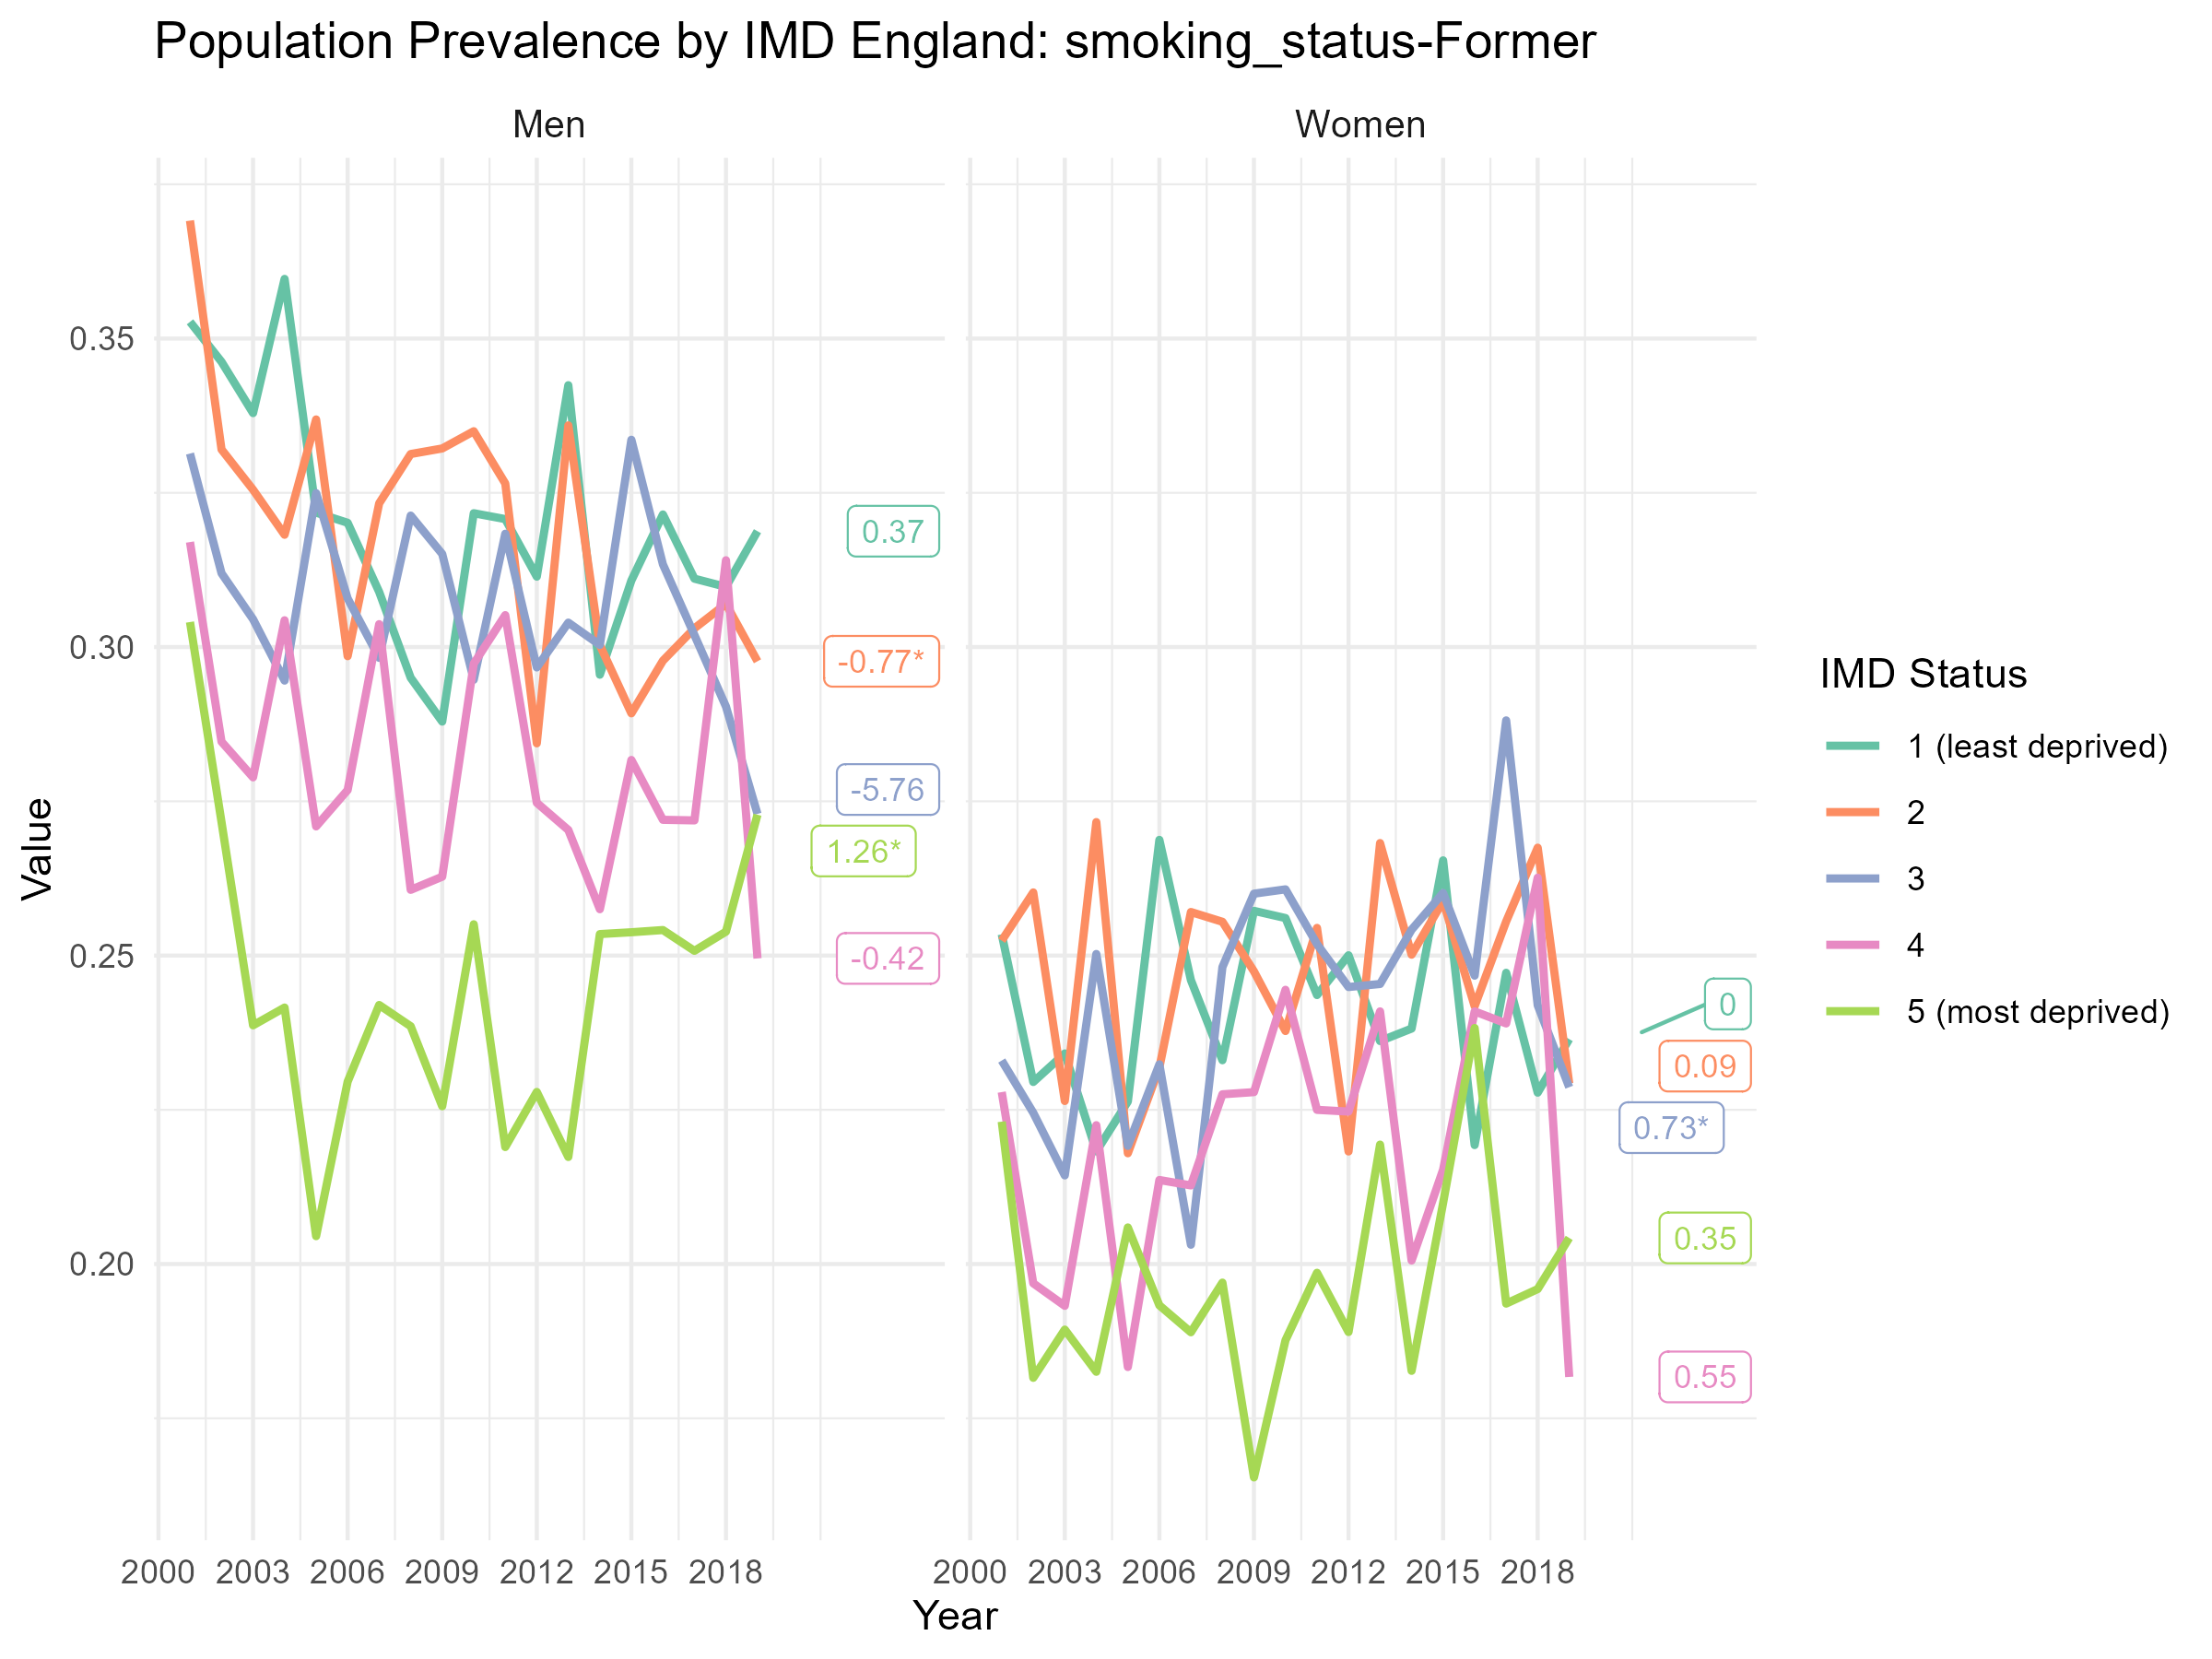 Population Prevalence by IMD England: smoking_status-Former
Men
Women
Value
0.35
0.30
0.25
0.20
0.37
-0.77*
-5.76
1.26*
-0.42
0
0.09
0.73*
0.35
0.55
2000 2003 2006 2009 2012 2015 2018
2000 2003 2006 2009 2012 2015 2018
Year
IMD Status
1 (least deprived)
2
3
4
5 (most deprived)